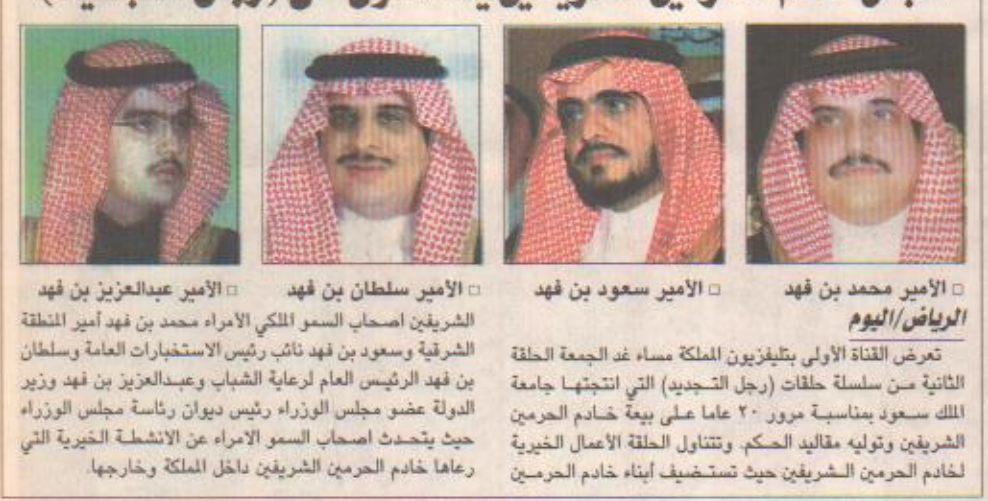 □ الأمير محمد بن فهد
□ الأمير سعود بن فهد
□ الأمير سلطان بن فهد
□ الأمير عبدالعزيز بن فهد
الرياض/اليوم
تعرض القناة الأولى بتليفزيون المملكة مساء غد الجمعة الحلقة
الثانية من سلسلة حلقات (رجل التجديد) التي انتجتها جامعة
الملك سعود بمناسبة مرور ٢٠ عاما على بيعة خادم الحرمين
الشريفين وتوليه مقاليد الحكم. وتتناول الحلقة الأعمال الخيرية
لخادم الحرمين الشريفين حيث تستضيف أبناء خادم الحرمين
الشريفين اصحاب السمو الملكي الأمراء محمد بن فهد أمير المنطقة
الشرقية وسعود بن فهد نائب رئيس الاستخبارات العامة وسلطان
بن فهد الرئيس العام لرعاية الشباب وعبدالعزيز بن فهد وزير
الدولة عضو مجلس الوزراء رئيس ديوان رئاسة مجلس الوزراء
حيث يتحدث اصحاب السمو الامراء عن الانشطة الخيرية التي
رعاها خادم الحرمين الشريفين داخل المملكة وخارجها.